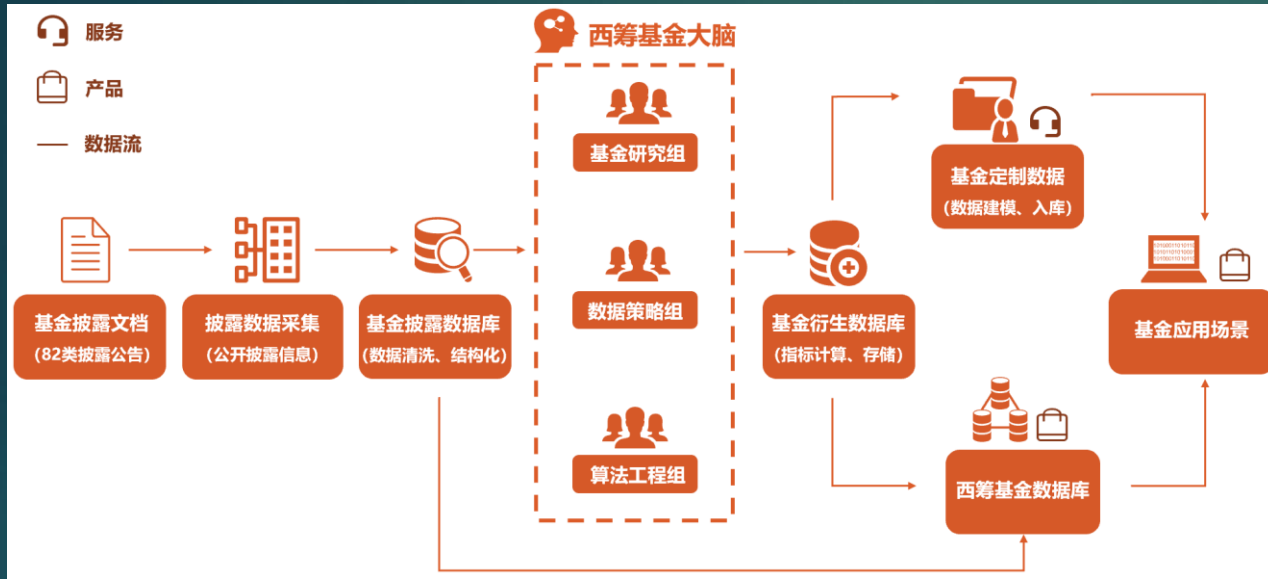 服务
产品
数据流
西筹基金大脑
基金研究组
数据策略组
算法工程组
基金披露文档
(82类披露公告)
披露数据采集
(公开披露信息)
基金披露数据库
(数据清洗、结构化)
基金衍生数据库
(指标计算、存储)
基金定制数据
(数据建模、入库)
西筹基金数据库
基金应用场景